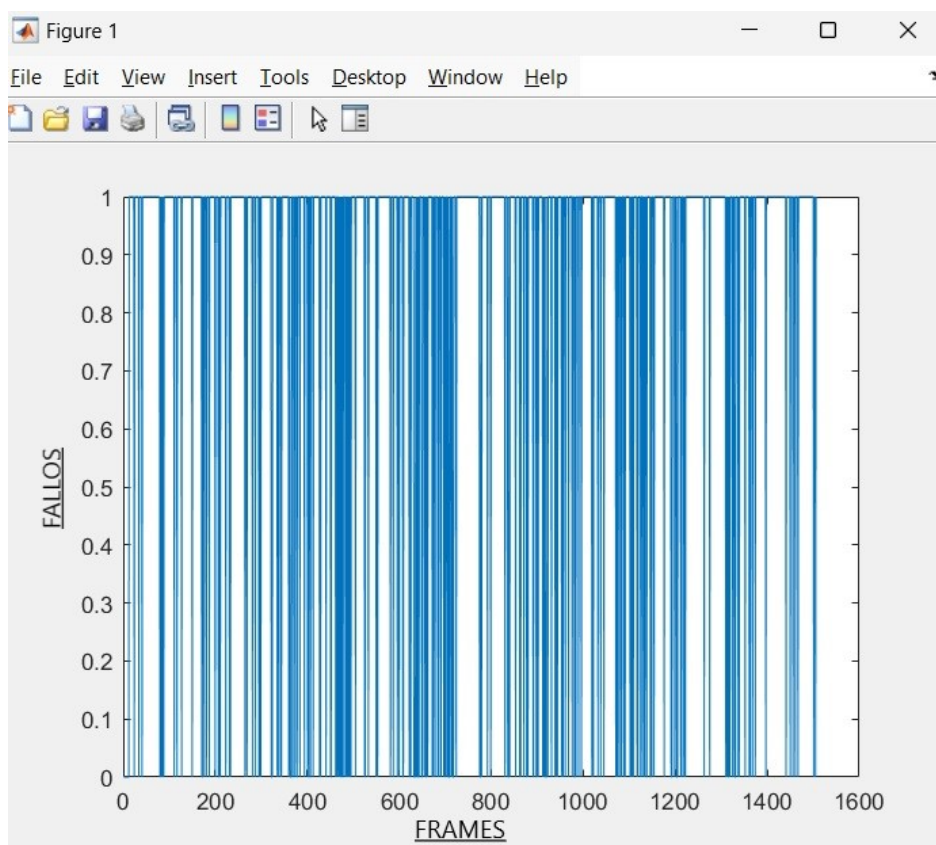 Figure 1
File Edit View Insert Tools Desktop Window Help
1
0.9
0.8
0.7
0.6
0.5
0.4
0.3
0.2
0.1
0
FALLOS
0 200 400 600 800 1000 1200 1400 1600
FRAMES